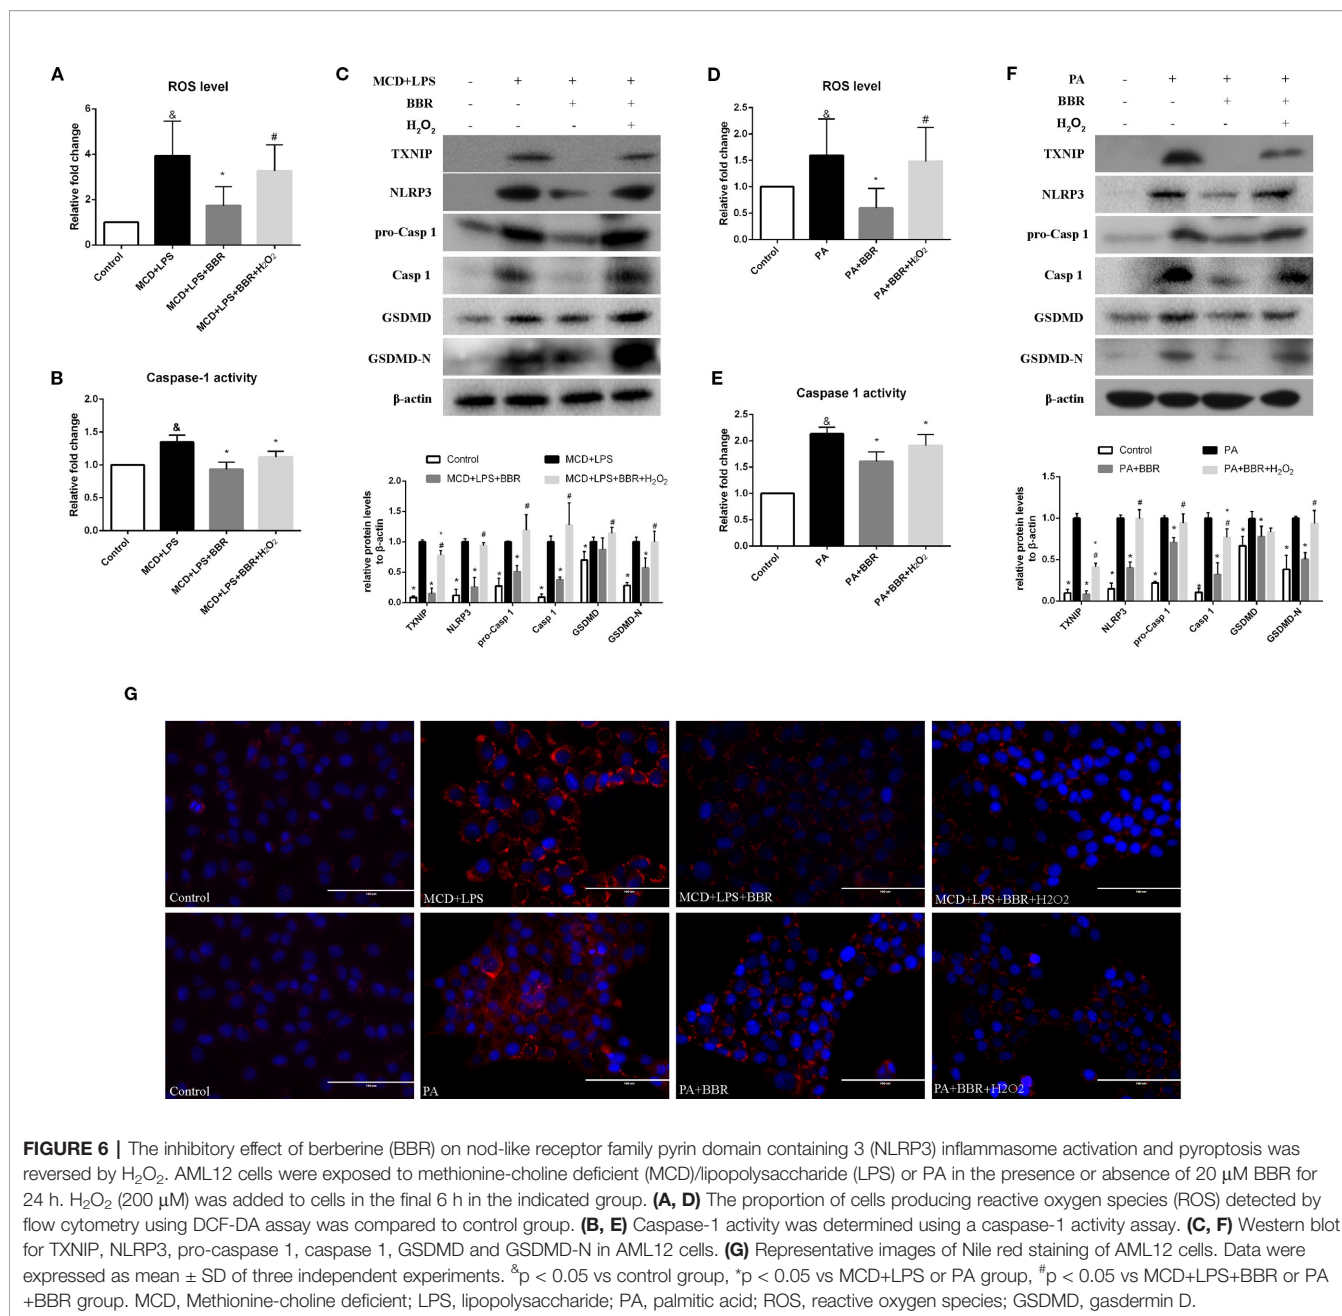 A
ROS level
Relative fold change
6
4
2
0
&
*
#
Control
MCD+LPS
MCD+LPS+BBR
MCD+LPS+BBR+H₂O₂
B
Caspase-1 activity
Relative fold change
2.0
1.5
1.0
0.5
0.0
&
*
*
Control
MCD+LPS
MCD+LPS+BBR
MCD+LPS+BBR+H₂O₂
C
MCD+LPS - + + +
BBR - - + +
H₂O₂ - - - +
TXNIP
NLRP3
pro-Casp 1
Casp 1
GSDMD
GSDMD-N
β-actin
Control
MCD+LPS
MCD+LPS+BBR
MCD+LPS+BBR+H₂O₂
relative protein levels
to β-actin
2.0
1.5
1.0
0.5
0.0
* * * #
* * #
* * #
* * #
* #
* * #
TXNIP
NLRP3
pro-Casp 1
Casp 1
GSDMD
GSDMD-N
D
ROS level
Relative fold change
2.5
2.0
1.5
1.0
0.5
0.0
&
*
#
Control
PA
PA+BBR
PA+BBR+H₂O₂
E
Caspase 1 activity
Relative fold change
2.5
2.0
1.5
1.0
0.5
0.0
&
*
*
Control
PA
PA+BBR
PA+BBR+H₂O₂
F
PA - + + +
BBR - - + +
H₂O₂ - - - +
TXNIP
NLRP3
pro-Casp 1
Casp 1
GSDMD
GSDMD-N
β-actin
Control
PA
PA+BBR
PA+BBR+H₂O₂
relative protein levels
to β-actin
1.5
1.0
0.5
0.0
* * * #
* * #
* * #
* * * #
* *
* * #
TXNIP
NLRP3
pro-Casp 1
Casp 1
GSDMD
GSDMD-N
G
Control
MCD+LPS
MCD+LPS+BBR
MCD+LPS+BBR+H2O2
Control
PA
PA+BBR
PA+BBR+H2O2
FIGURE 6 | The inhibitory effect of berberine (BBR) on nod-like receptor family pyrin domain containing 3 (NLRP3) inflammasome activation and pyroptosis was
reversed by H₂O₂. AML12 cells were exposed to methionine-choline deficient (MCD)/lipopolysaccharide (LPS) or PA in the presence or absence of 20 μM BBR for
24 h. H₂O₂ (200 μM) was added to cells in the final 6 h in the indicated group. (A, D) The proportion of cells producing reactive oxygen species (ROS) detected by
flow cytometry using DCF-DA assay was compared to control group. (B, E) Caspase-1 activity was determined using a caspase-1 activity assay. (C, F) Western blot
for TXNIP, NLRP3, pro-caspase 1, caspase 1, GSDMD and GSDMD-N in AML12 cells. (G) Representative images of Nile red staining of AML12 cells. Data were
expressed as mean ± SD of three independent experiments. &p < 0.05 vs control group, *p < 0.05 vs MCD+LPS or PA group, #p < 0.05 vs MCD+LPS+BBR or PA
+BBR group. MCD, Methionine-choline deficient; LPS, lipopolysaccharide; PA, palmitic acid; ROS, reactive oxygen species; GSDMD, gasdermin D.